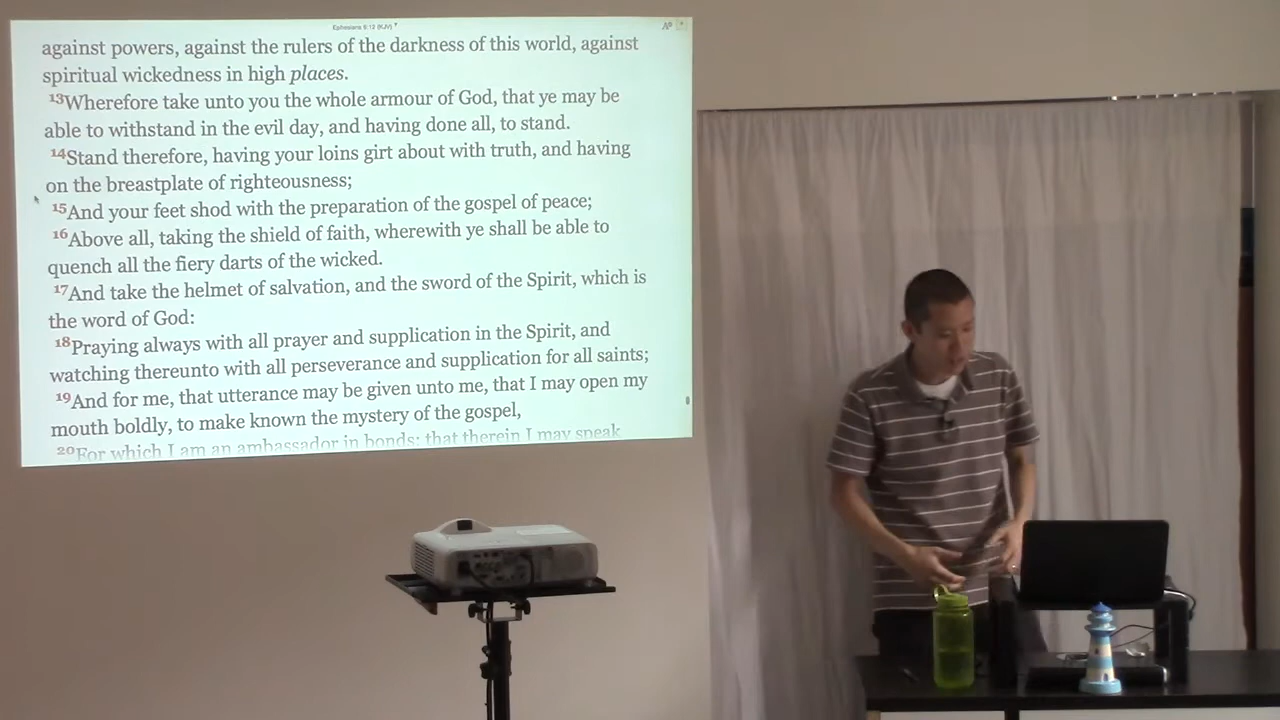 Ephesians 6:12 (KJV)
against powers, against the rulers of the darkness of this world, against
spiritual wickedness in high places.
13Wherefore take unto you the whole armour of God, that ye may be
able to withstand in the evil day, and having done all, to stand.
14Stand therefore, having your loins girt about with truth, and having
on the breastplate of righteousness;
15And your feet shod with the preparation of the gospel of peace;
16Above all, taking the shield of faith, wherewith ye shall be able to
quench all the fiery darts of the wicked.
17And take the helmet of salvation, and the sword of the Spirit, which is
the word of God:
18Praying always with all prayer and supplication in the Spirit, and
watching thereunto with all perseverance and supplication for all saints;
19And for me, that utterance may be given unto me, that I may open my
mouth boldly, to make known the mystery of the gospel,
20For which I am an ambassador in bonds: that therein I may speak